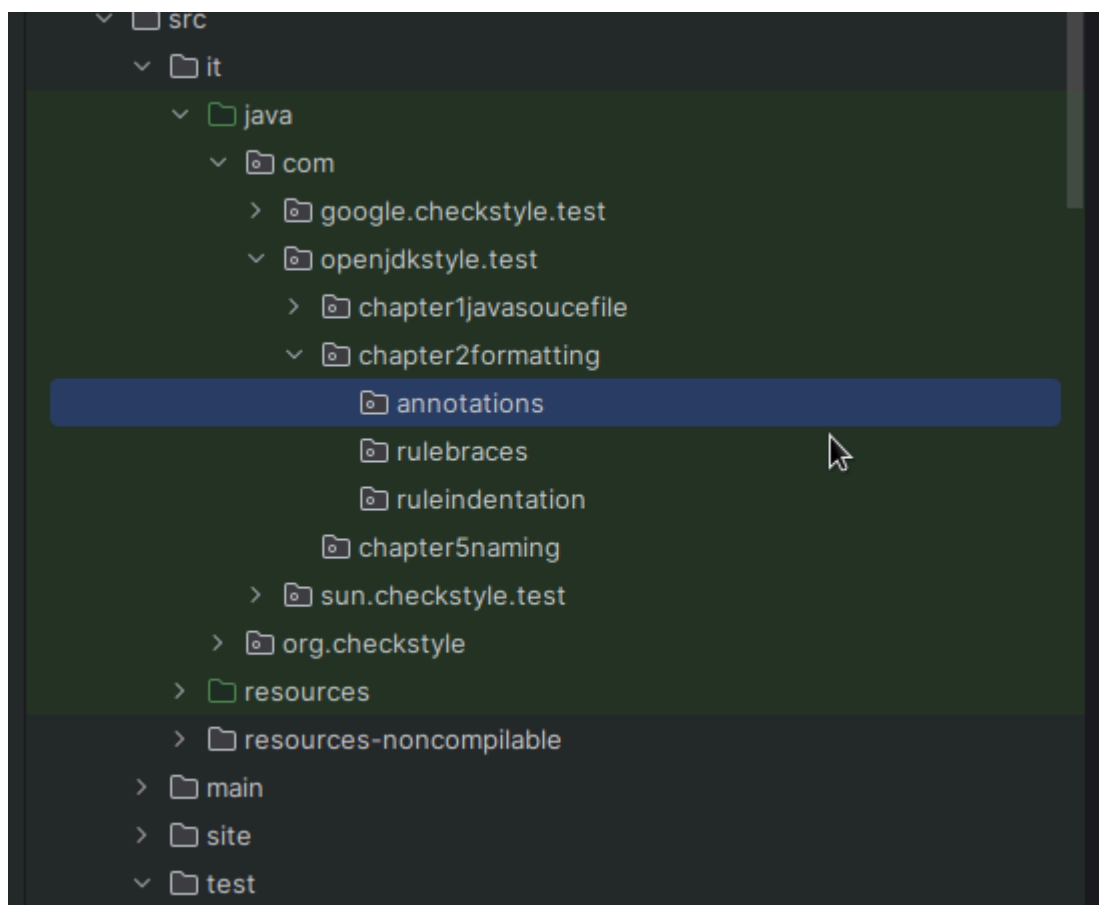 src
it
java
com
google.checkstyle.test
openjdkstyle.test
chapter1javasoucefile
chapter2formatting
annotations
rulebraces
ruleindentation
chapter5naming
sun.checkstyle.test
org.checkstyle
resources
resources-noncompilable
main
site
test